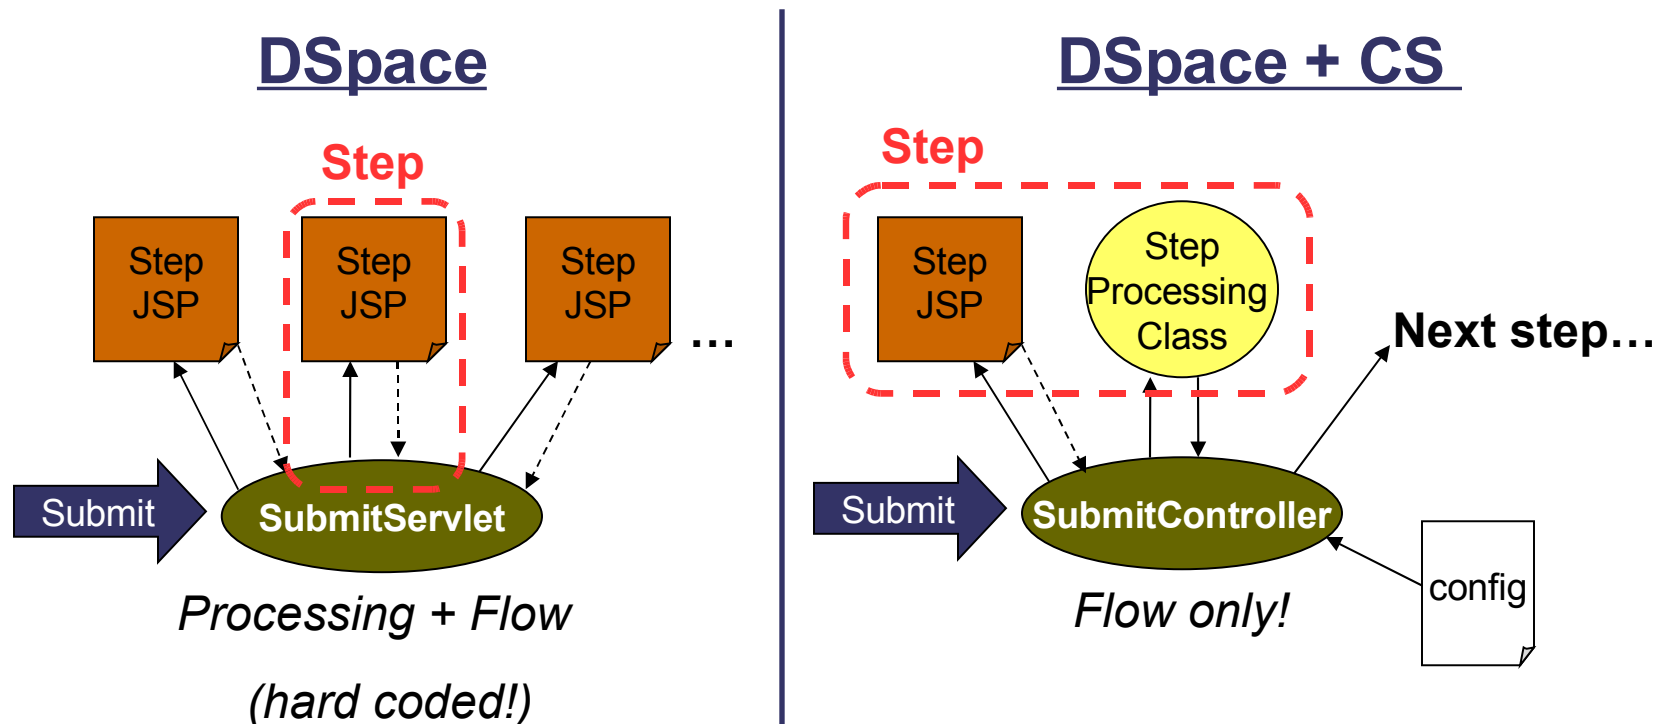 DSpace
Step
Step
JSP
Step
JSP
Step
JSP
...
Submit
SubmitServlet
Processing + Flow
(hard coded!)
DSpace + CS
Step
Step
JSP
Step
Processing
Class
Next step...
Submit
SubmitController
config
Flow only!